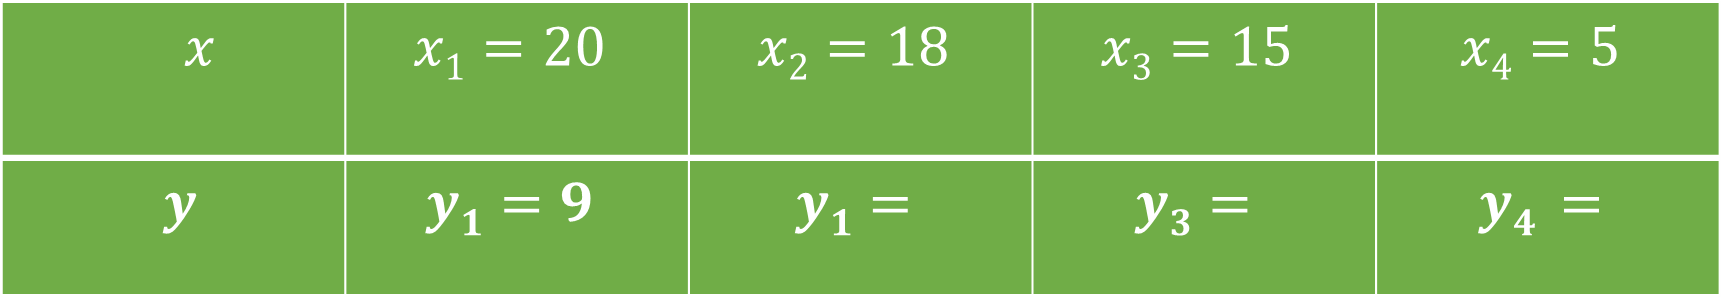 x x₁ = 20 x₂ = 18 x₃ = 15 x₄ = 5
y y₁ = 9 y₁ = y₃ = y₄ =